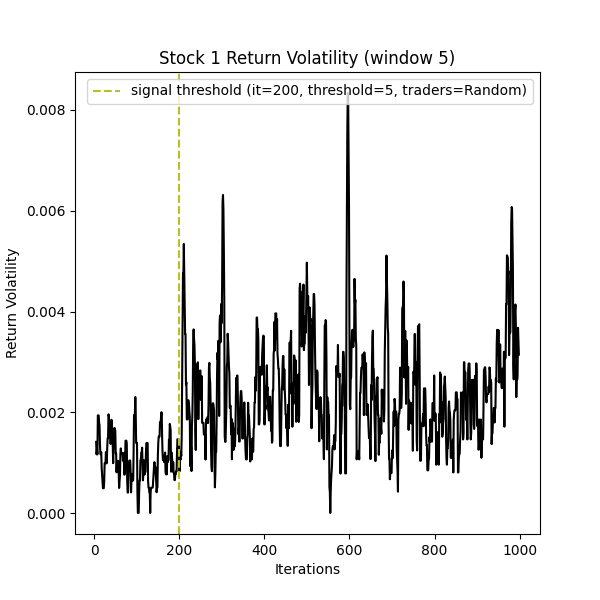 Stock 1 Return Volatility (window 5)
signal threshold (it=200, threshold=5, traders=Random)
0.008
0.006
0.004
0.002
0.000
Return Volatility
0 200 400 600 800 1000
Iterations